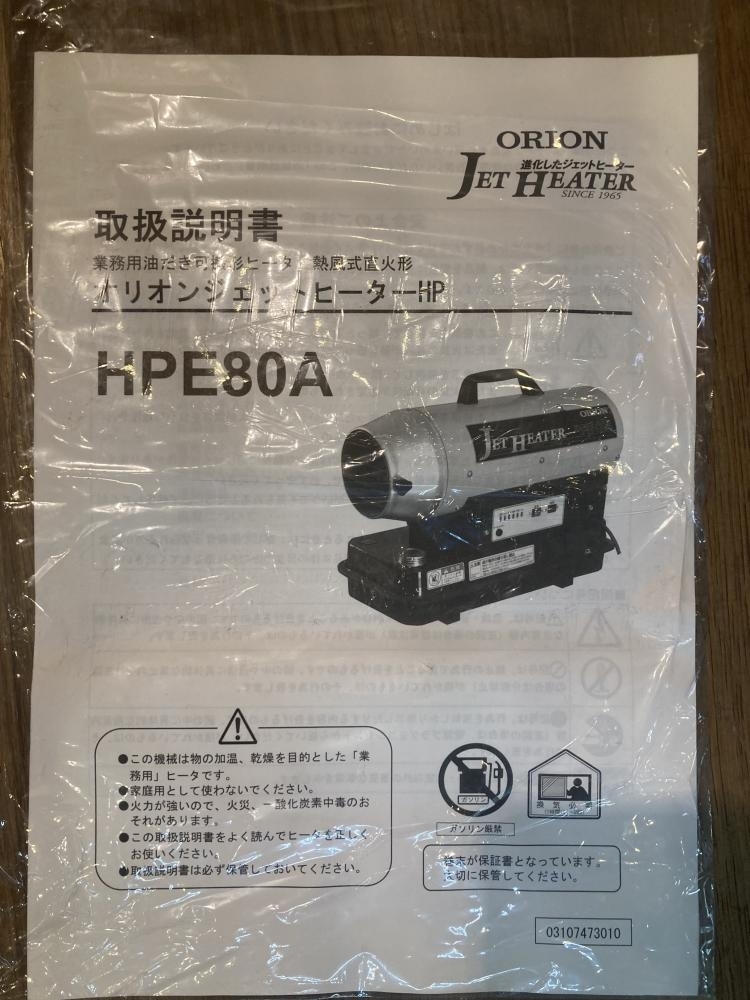 ORION
進化したジェットヒーター
JET HEATER
SINCE 1965
取扱説明書
業務用油だき可搬形ヒータ 熱風式直火形
オリオンジェットヒーターHP
HPE80A
ORION
JET HEATER
●この機械は物の加温、乾燥を目的とした「業
務用」ヒータです。
●家庭用として使わないでください。
●火力が強いので、火災、一酸化炭素中毒のお
それがあります。
●この取扱説明書をよく読んでヒータを正しく
お使いください。
●取扱説明書は必ず保管しておいてください。
ガソリン
ガソリン厳禁
換気必要
巻末が保証書となっています。
大切に保管してください。
03107473010